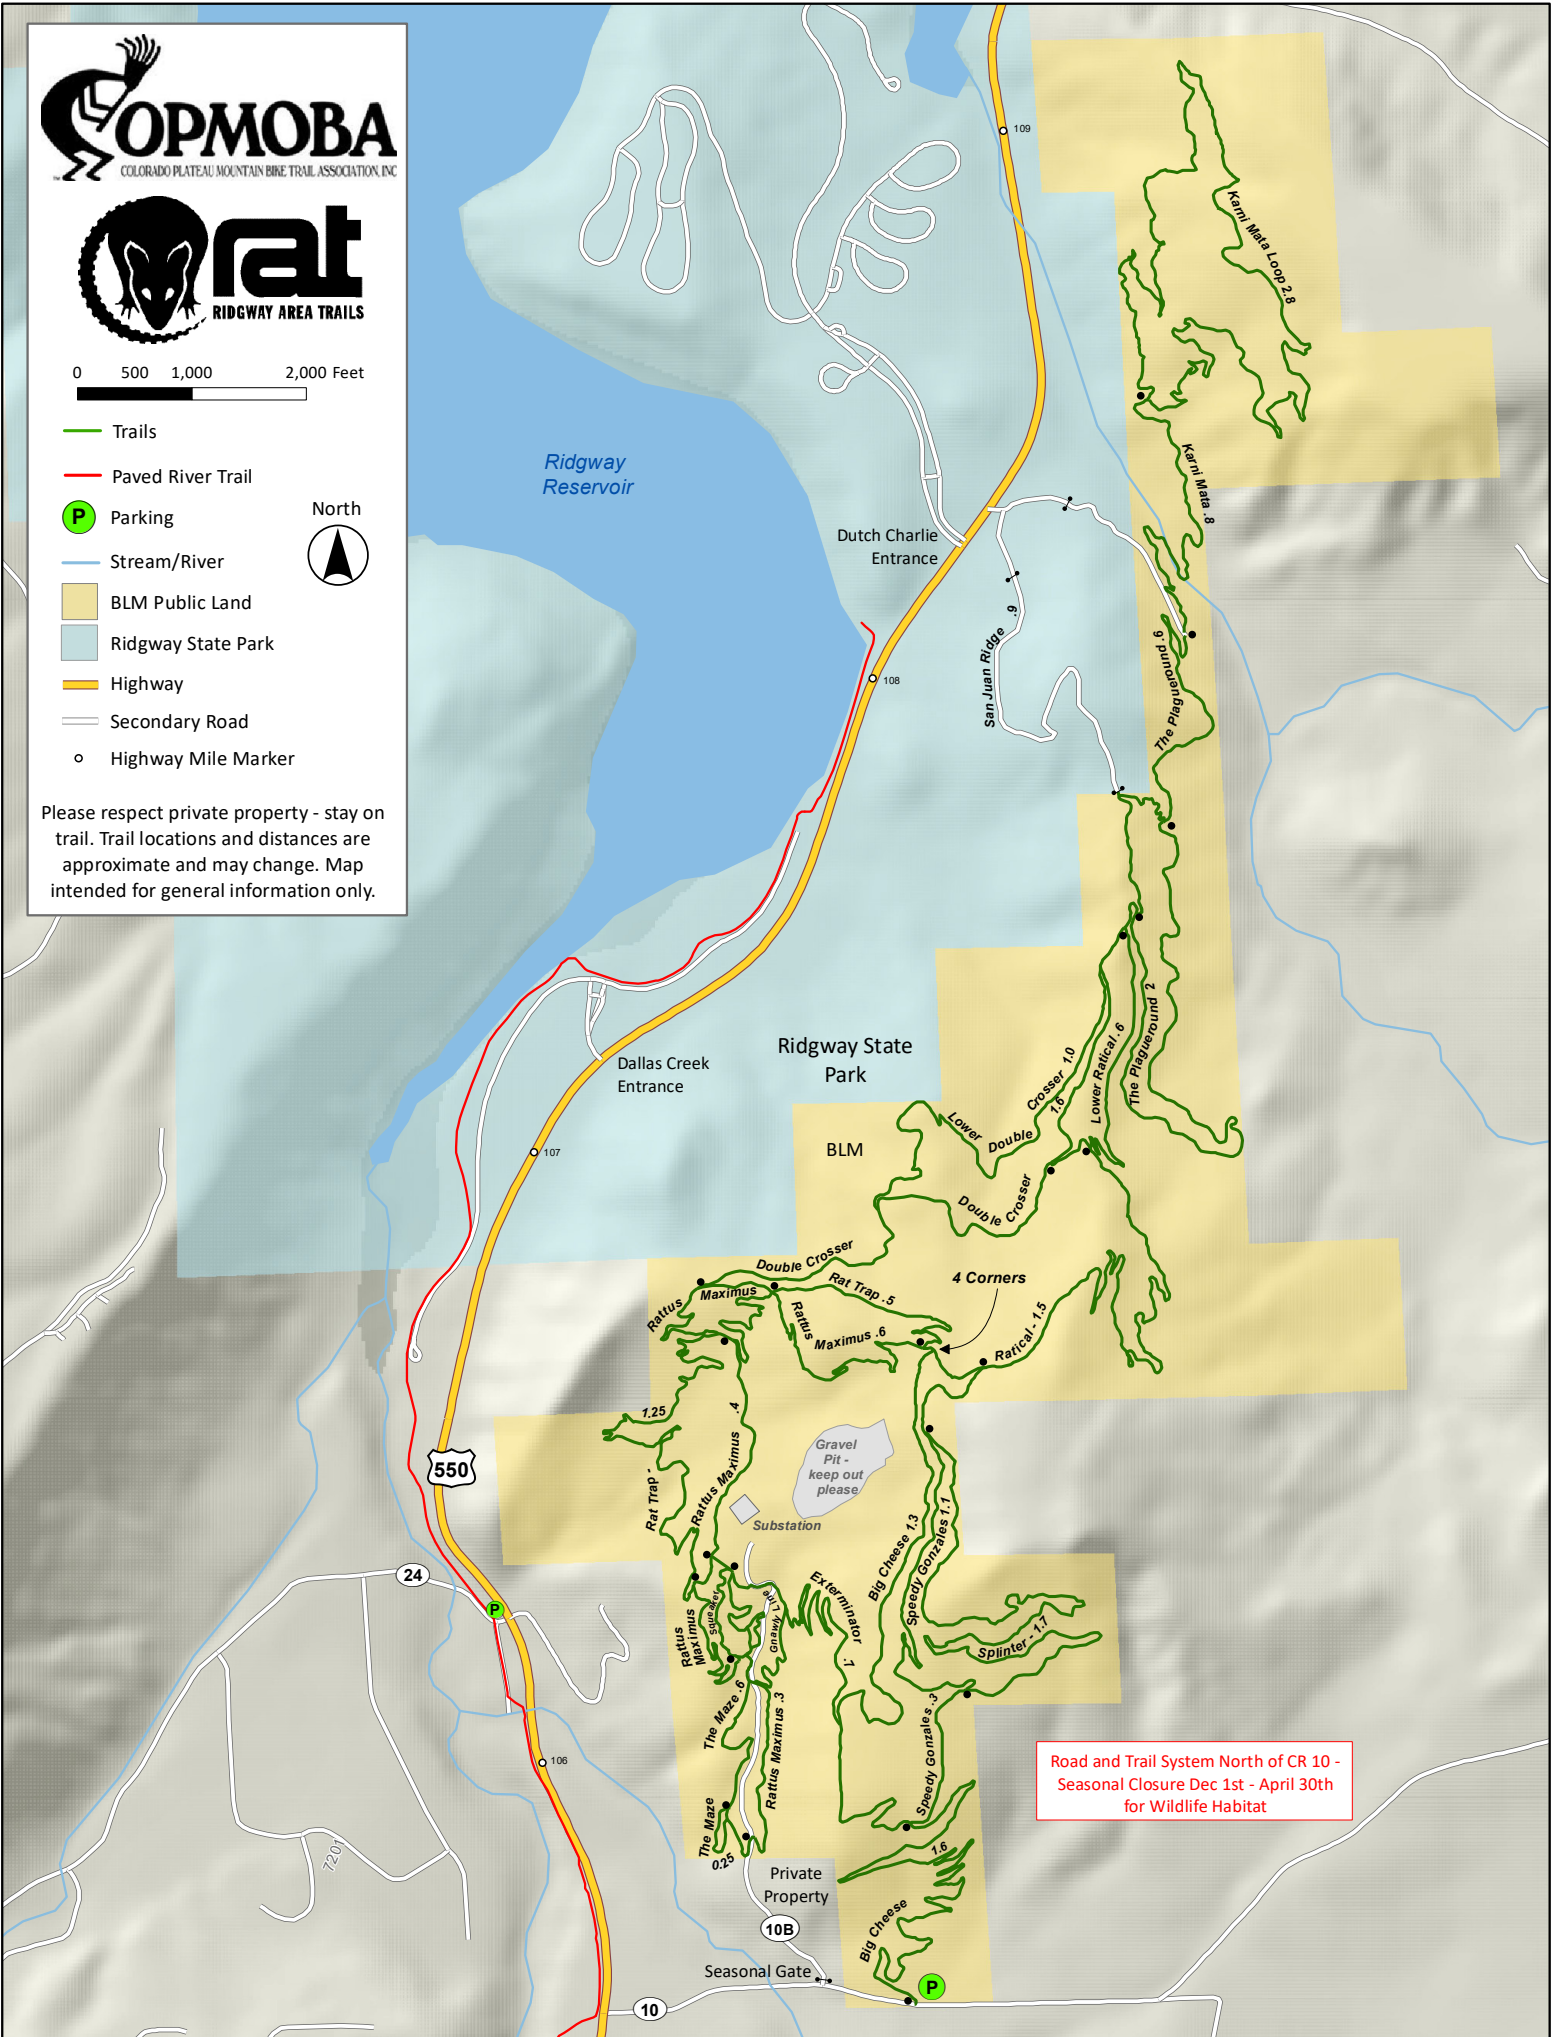 COPMOBA
COLORADO PLATEAU MOUNTAIN BIKE TRAIL ASSOCIATION, INC
rat
RIDGWAY AREA TRAILS
0 500 1,000 2,000 Feet
Trails
Paved River Trail
P Parking
North
Stream/River
BLM Public Land
Ridgway State Park
Highway
Secondary Road
Highway Mile Marker
Please respect private property - stay on
trail. Trail locations and distances are
approximate and may change. Map
intended for general information only.
109
Karni Mata Loop 2.8
Ridgway
Reservoir
Karni Mata .8
Dutch Charlie
Entrance
San Juan Ridge .9
The Plagueround .6
108
Ridgway State
Park
Dallas Creek
Entrance
107
BLM
Lower Double Crosser 1.0
1.6
Lower Ratical .6
The Plagueround 2
Double Crosser
Double Crosser
4 Corners
Rattus Maximus
Rat Trap .5
Rattus Maximus .6
Ratical - 1.5
1.25
Rat Trap -
.4
Rattus Maximus
Gravel
Pit -
keep out
please
Substation
550
24
P
Big Cheese 1.3
Speedy Gonzales 1.1
Exterminator .7
Squeaker
Gnawly Line
Rattus
Maximus
Splinter - 1.7
The Maze .6
Rattus Maximus .3
Speedy Gonzales .3
106
Road and Trail System North of CR 10 -
Seasonal Closure Dec 1st - April 30th
for Wildlife Habitat
The Maze
0.25
7201
Private
Property
1.6
Big Cheese
10B
Seasonal Gate
P
10